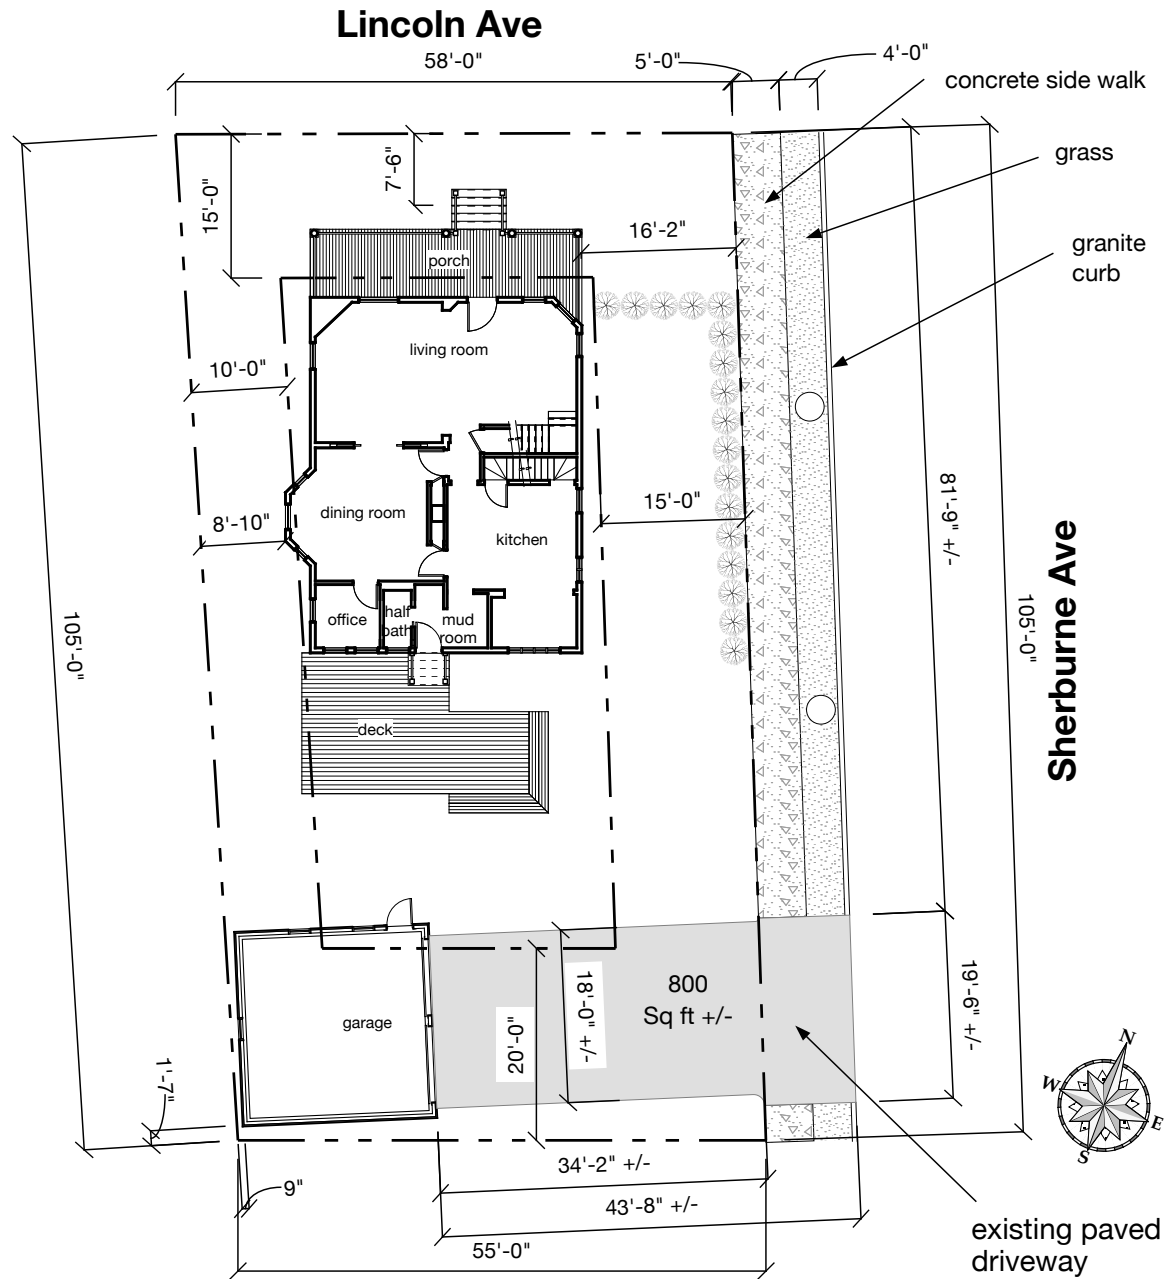 Lincoln Ave
58'-0"
5'-0"
4'-0"
concrete side walk
grass
granite
curb
7'-6"
15'-0"
16'-2"
porch
living room
10'-0"
15'-0"
8'-10"
dining room
kitchen
81'-9" +/-
105'-0"
Sherburne Ave
105'-0"
office
half
bath
mud
room
deck
800
Sq ft +/-
18'-0" +/-
20'-0"
19'-6" +/-
garage
1'-7"
N
W
E
S
34'-2" +/-
9"
43'-8" +/-
55'-0"
existing paved
driveway